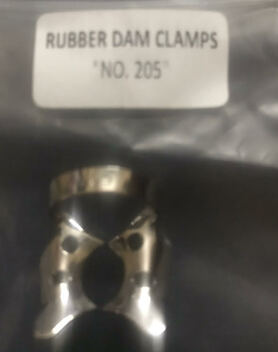 RUBBER DAM CLAMPS
"NO. 205"